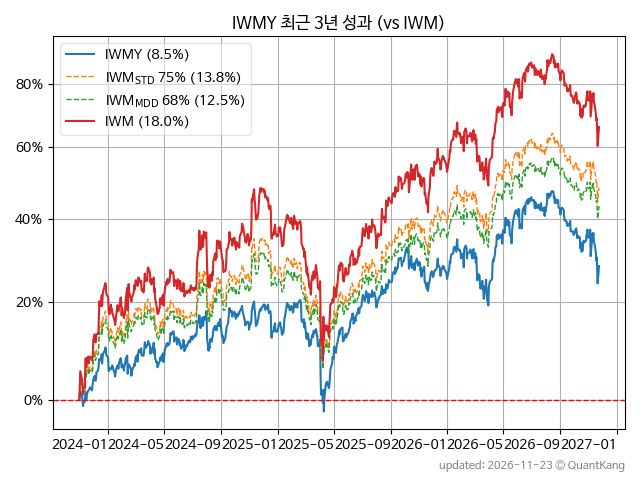 IWMY 최근 3년 성과 (vs IWM)
IWMY (8.5%)
IWM_STD 75% (13.8%)
IWM_MDD 68% (12.5%)
IWM (18.0%)
80%
60%
40%
20%
0%
2024-01 2024-05 2024-09 2025-01 2025-05 2025-09 2026-01 2026-05 2026-09 2027-01
updated: 2026-11-23 © QuantKang